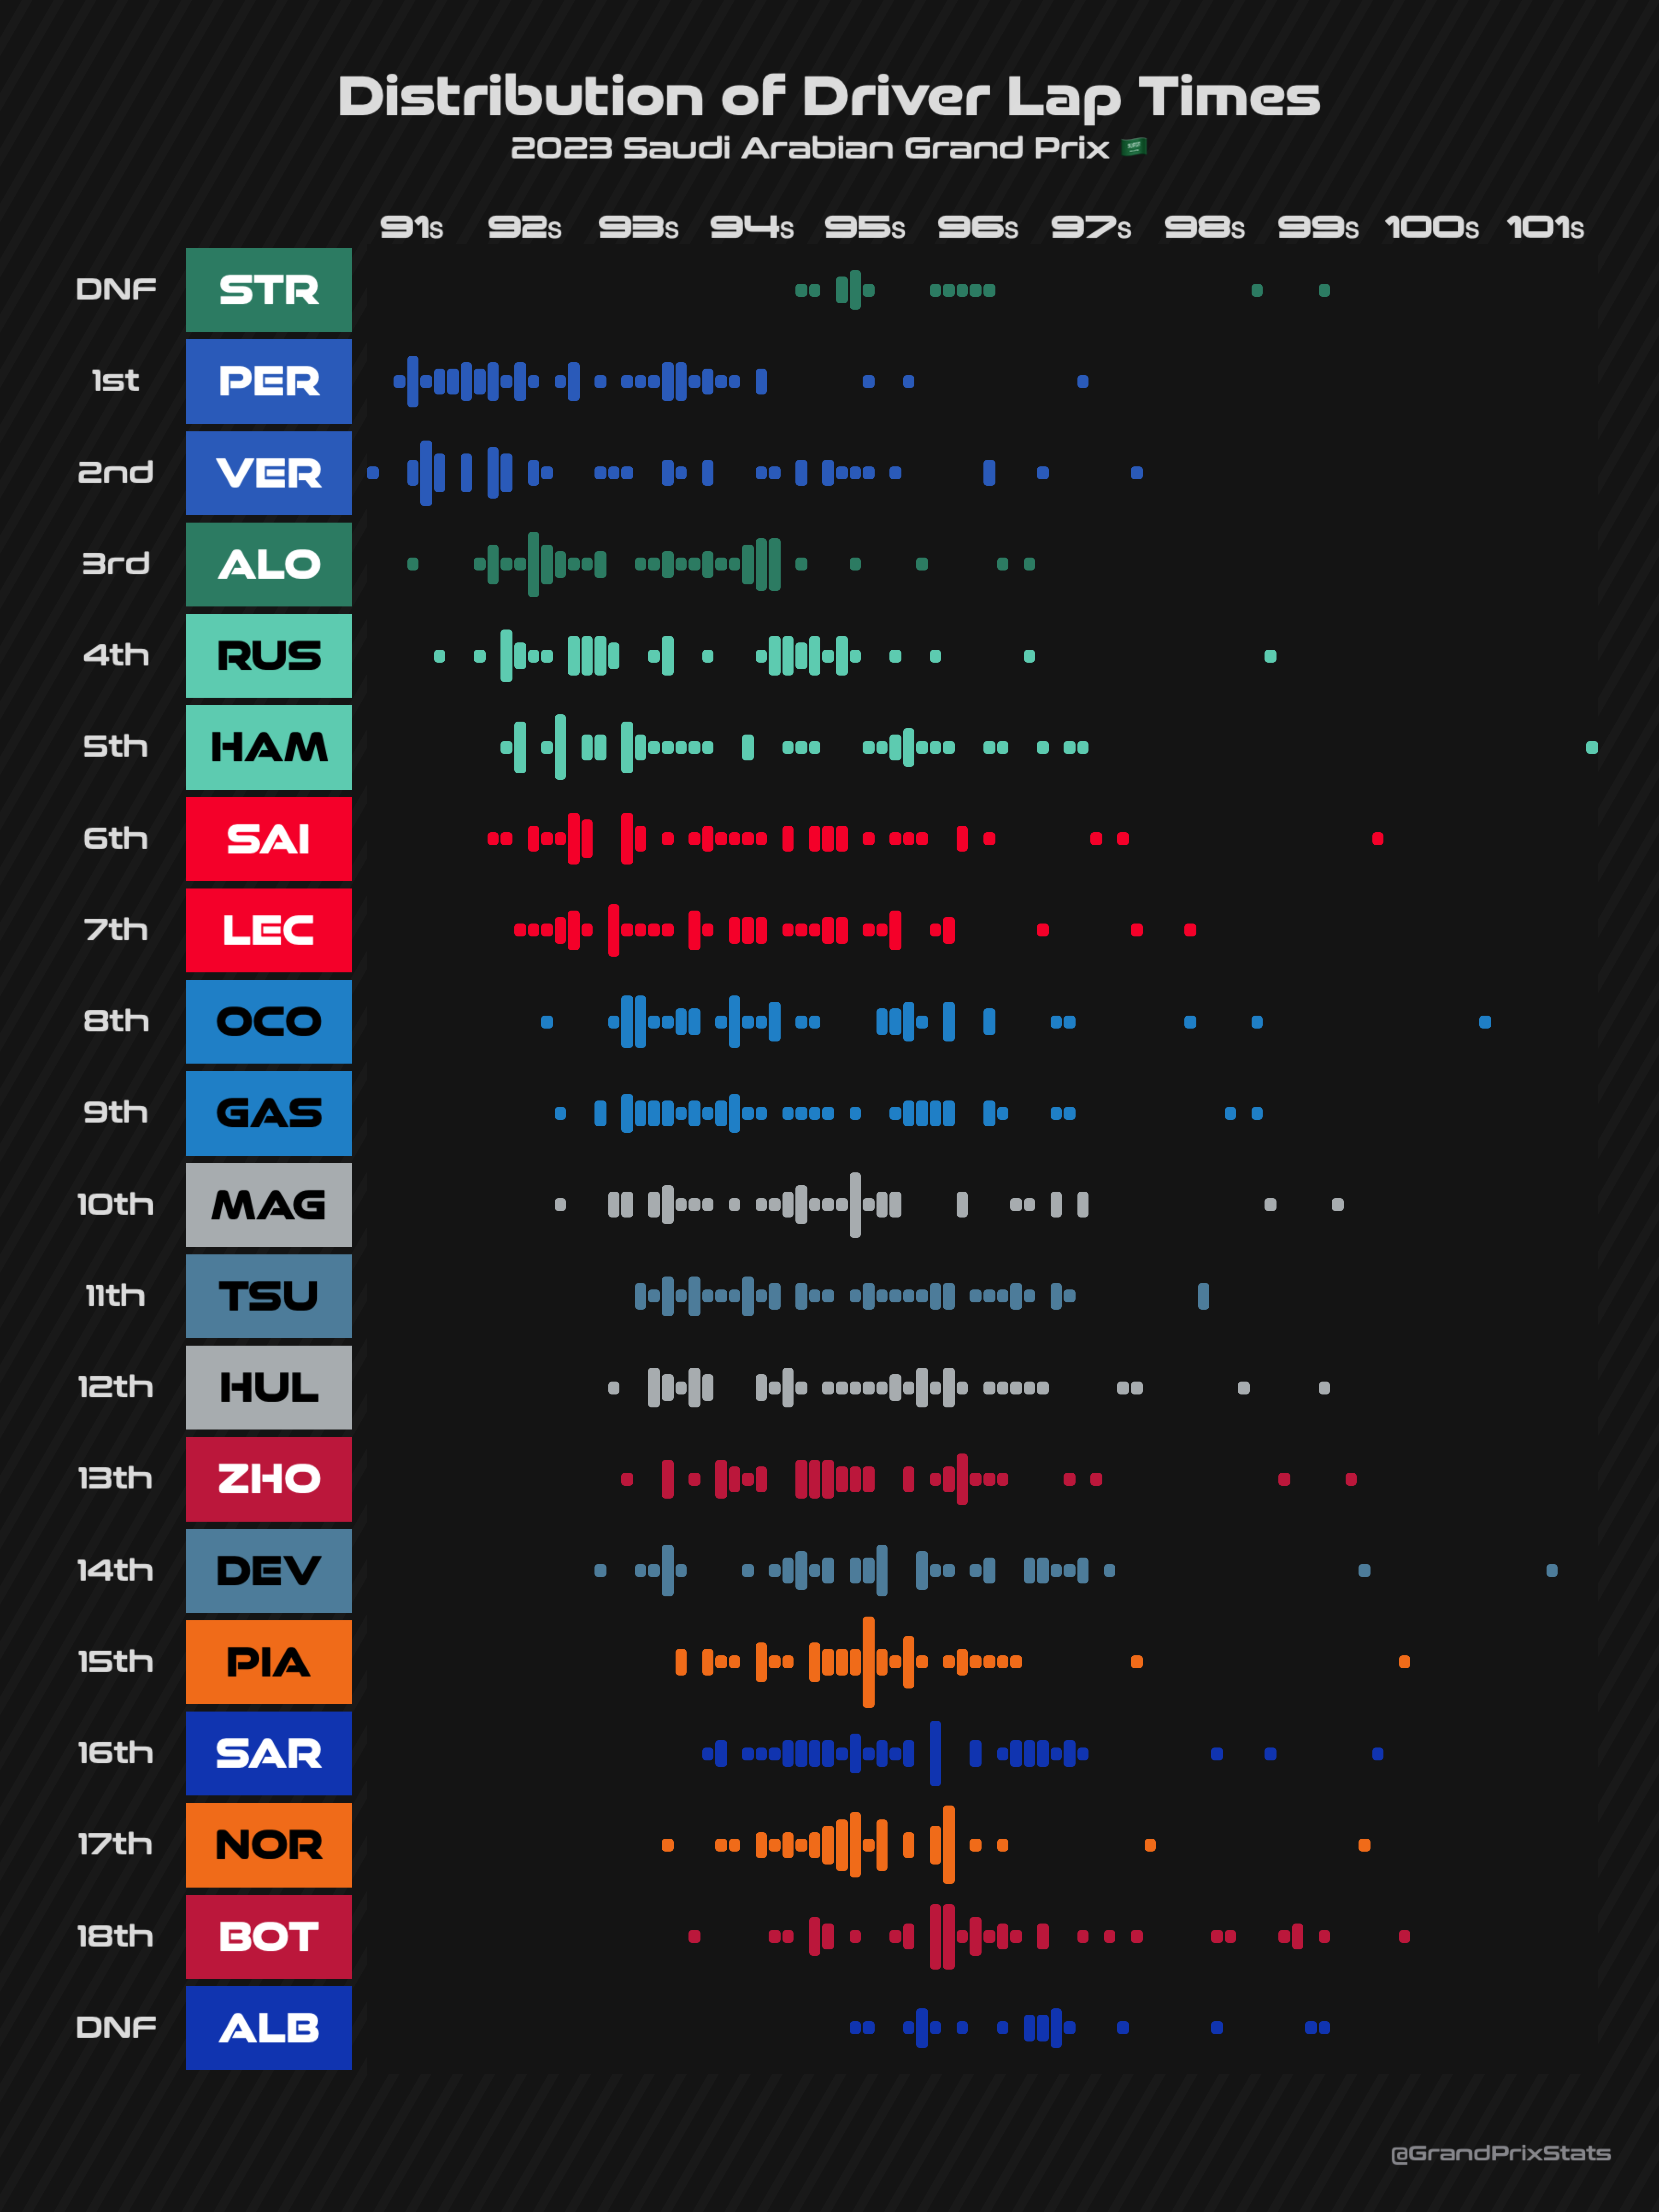 Distribution of Driver Lap Times
2023 Saudi Arabian Grand Prix 🇸🇦
91s 92s 93s 94s 95s 96s 97s 98s 99s 100s 101s
DNF STR
1st PER
2nd VER
3rd ALO
4th RUS
5th HAM
6th SAI
7th LEC
8th OCO
9th GAS
10th MAG
11th TSU
12th HUL
13th ZHO
14th DEV
15th PIA
16th SAR
17th NOR
18th BOT
DNF ALB
@GrandPrixStats